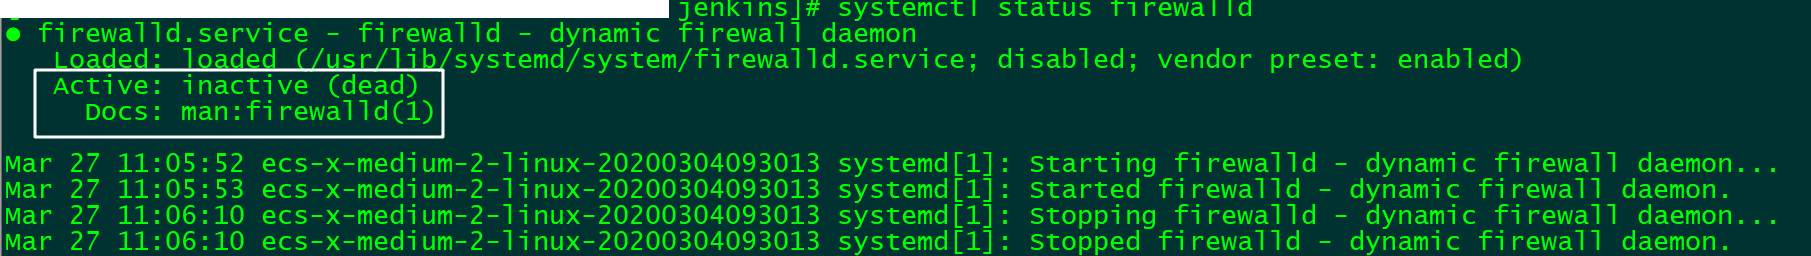 jenkins]# systemctl status firewalld
● firewalld.service - firewalld - dynamic firewall daemon
Loaded: loaded (/usr/lib/systemd/system/firewalld.service; disabled; vendor preset: enabled)
Active: inactive (dead)
Docs: man:firewalld(1)
Mar 27 11:05:52 ecs-x-medium-2-linux-20200304093013 systemd[1]: Starting firewalld - dynamic firewall daemon...
Mar 27 11:05:53 ecs-x-medium-2-linux-20200304093013 systemd[1]: Started firewalld - dynamic firewall daemon.
Mar 27 11:06:10 ecs-x-medium-2-linux-20200304093013 systemd[1]: Stopping firewalld - dynamic firewall daemon...
Mar 27 11:06:10 ecs-x-medium-2-linux-20200304093013 systemd[1]: Stopped firewalld - dynamic firewall daemon.